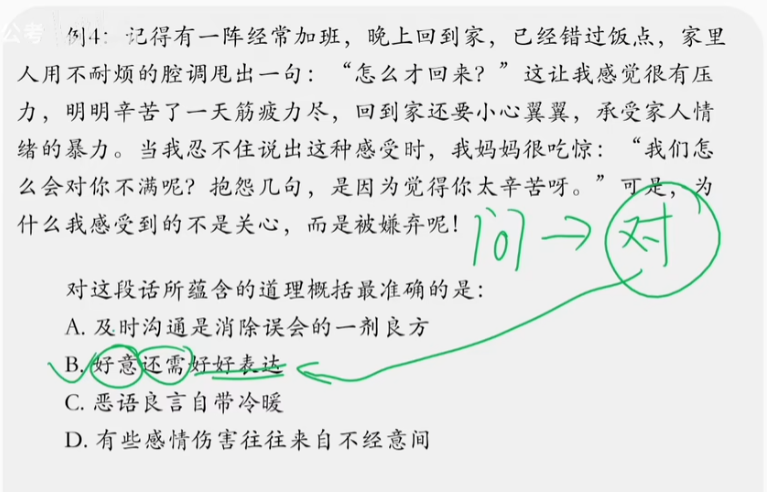 公考
例4：记得有一阵经常加班，晚上回到家，已经错过饭点，家里
人用不耐烦的腔调甩出一句：“怎么才回来？”这让我感觉很有压
力，明明辛苦了一天筋疲力尽，回到家还要小心翼翼，承受家人情
绪的暴力。当我忍不住说出这种感受时，我妈妈很吃惊：“我们怎
么会对你不满呢？抱怨几句，是因为觉得你太辛苦呀。”可是，为
什么我感受到的不是关心，而是被嫌弃呢！
问→对
对这段话所蕴含的道理概括最准确的是：
A. 及时沟通是消除误会的一剂良方
B. 好意还需好好表达
C. 恶语良言自带冷暖
D. 有些感情伤害往往来自不经意间